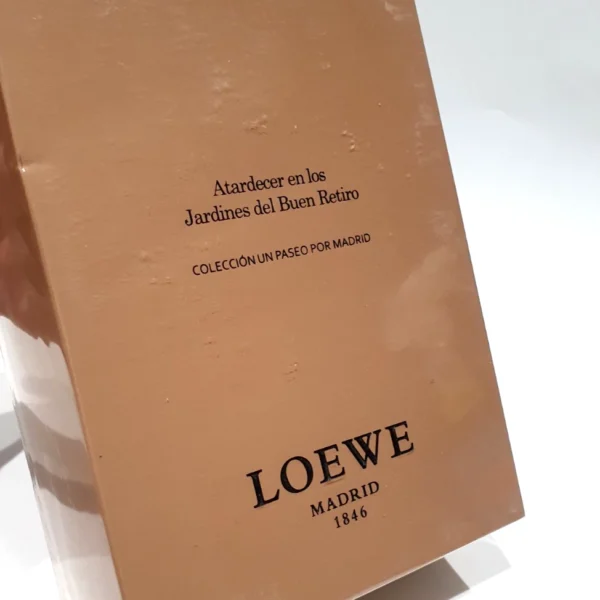 Atardecer en los
Jardines del Buen Retiro
COLECCIÓN UN PASEO POR MADRID
LOEWE
MADRID
1846